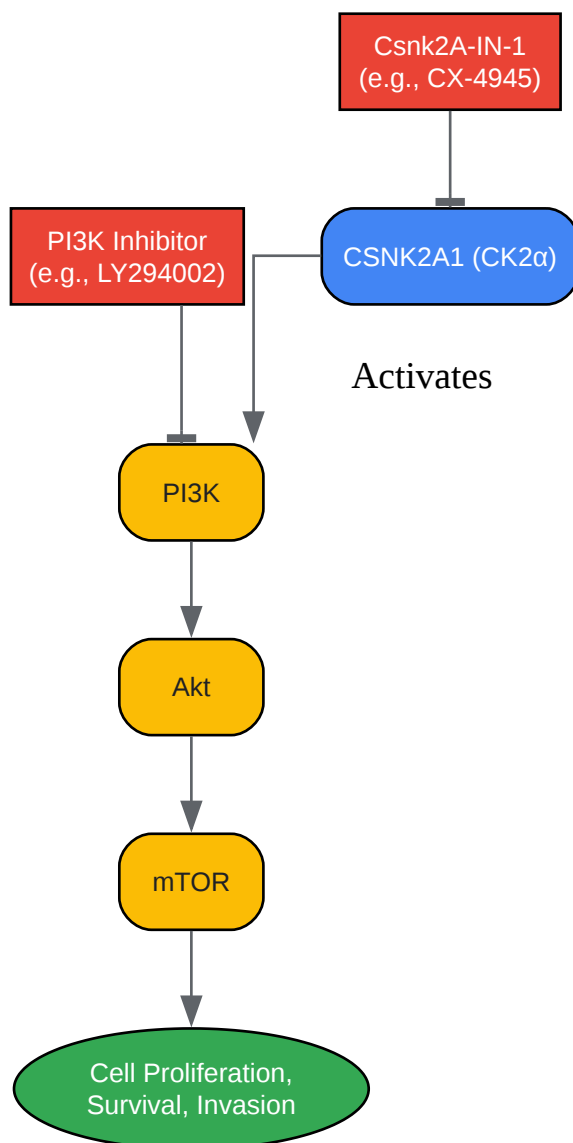 Csnk2A-IN-1
(e.g., CX-4945)
PI3K Inhibitor
(e.g., LY294002)
CSNK2A1 (CK2α)
Activates
PI3K
Akt
mTOR
Cell Proliferation,
Survival, Invasion